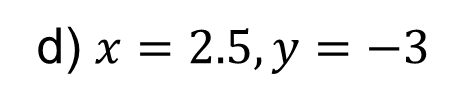 d) x = 2.5, y = −3